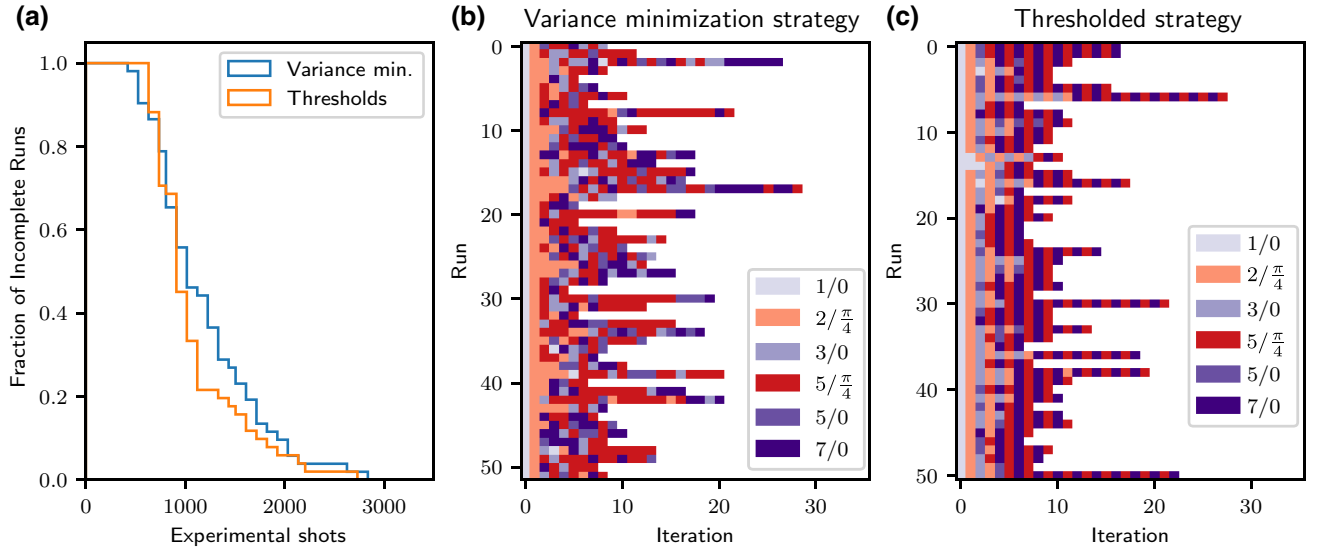 (a)
Fraction of Incomplete Runs
1.0
0.8
0.6
0.4
0.2
0.0
Variance min.
Thresholds
0 1000 2000 3000
Experimental shots
(b) Variance minimization strategy
Run
0
10
20
30
40
50
1/0
2/π/4
3/0
5/π/4
5/0
7/0
0 10 20 30
Iteration
(c) Thresholded strategy
Run
0
10
20
30
40
50
1/0
2/π/4
3/0
5/π/4
5/0
7/0
0 10 20 30
Iteration